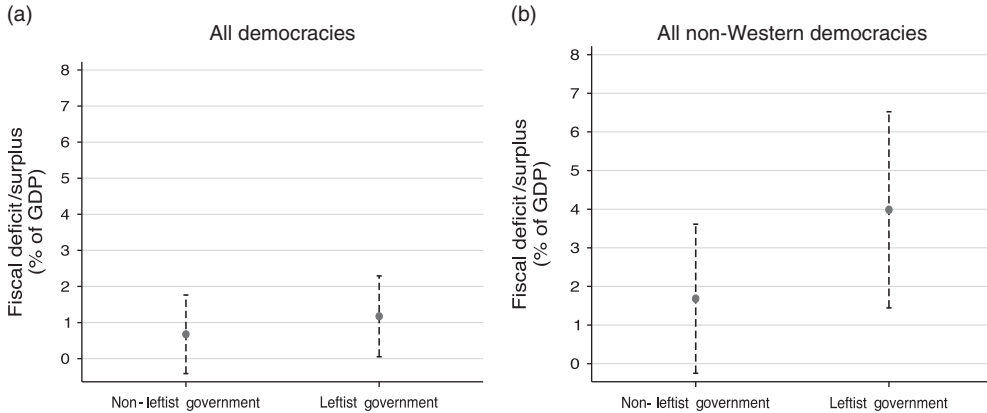 (a)
All democracies
Fiscal deficit/surplus
(% of GDP)
8
7
6
5
4
3
2
1
0
Non-leftist government
Leftist government
(b)
All non-Western democracies
Fiscal deficit/surplus
(% of GDP)
8
7
6
5
4
3
2
1
0
Non-leftist government
Leftist government